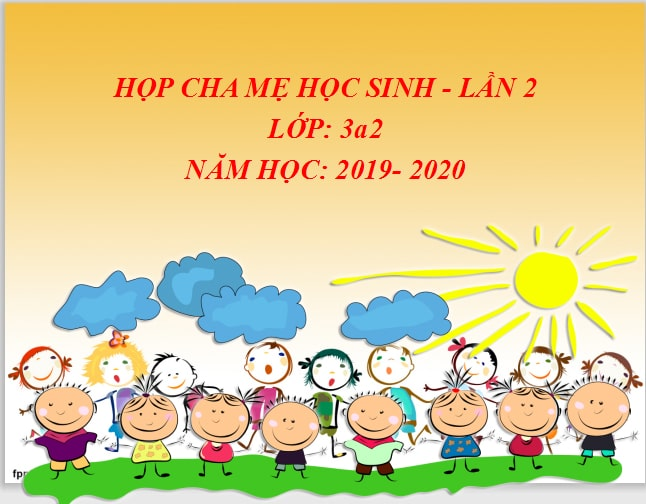 HỌP CHA MẸ HỌC SINH - LẦN 2
LỚP: 3a2
NĂM HỌC: 2019- 2020